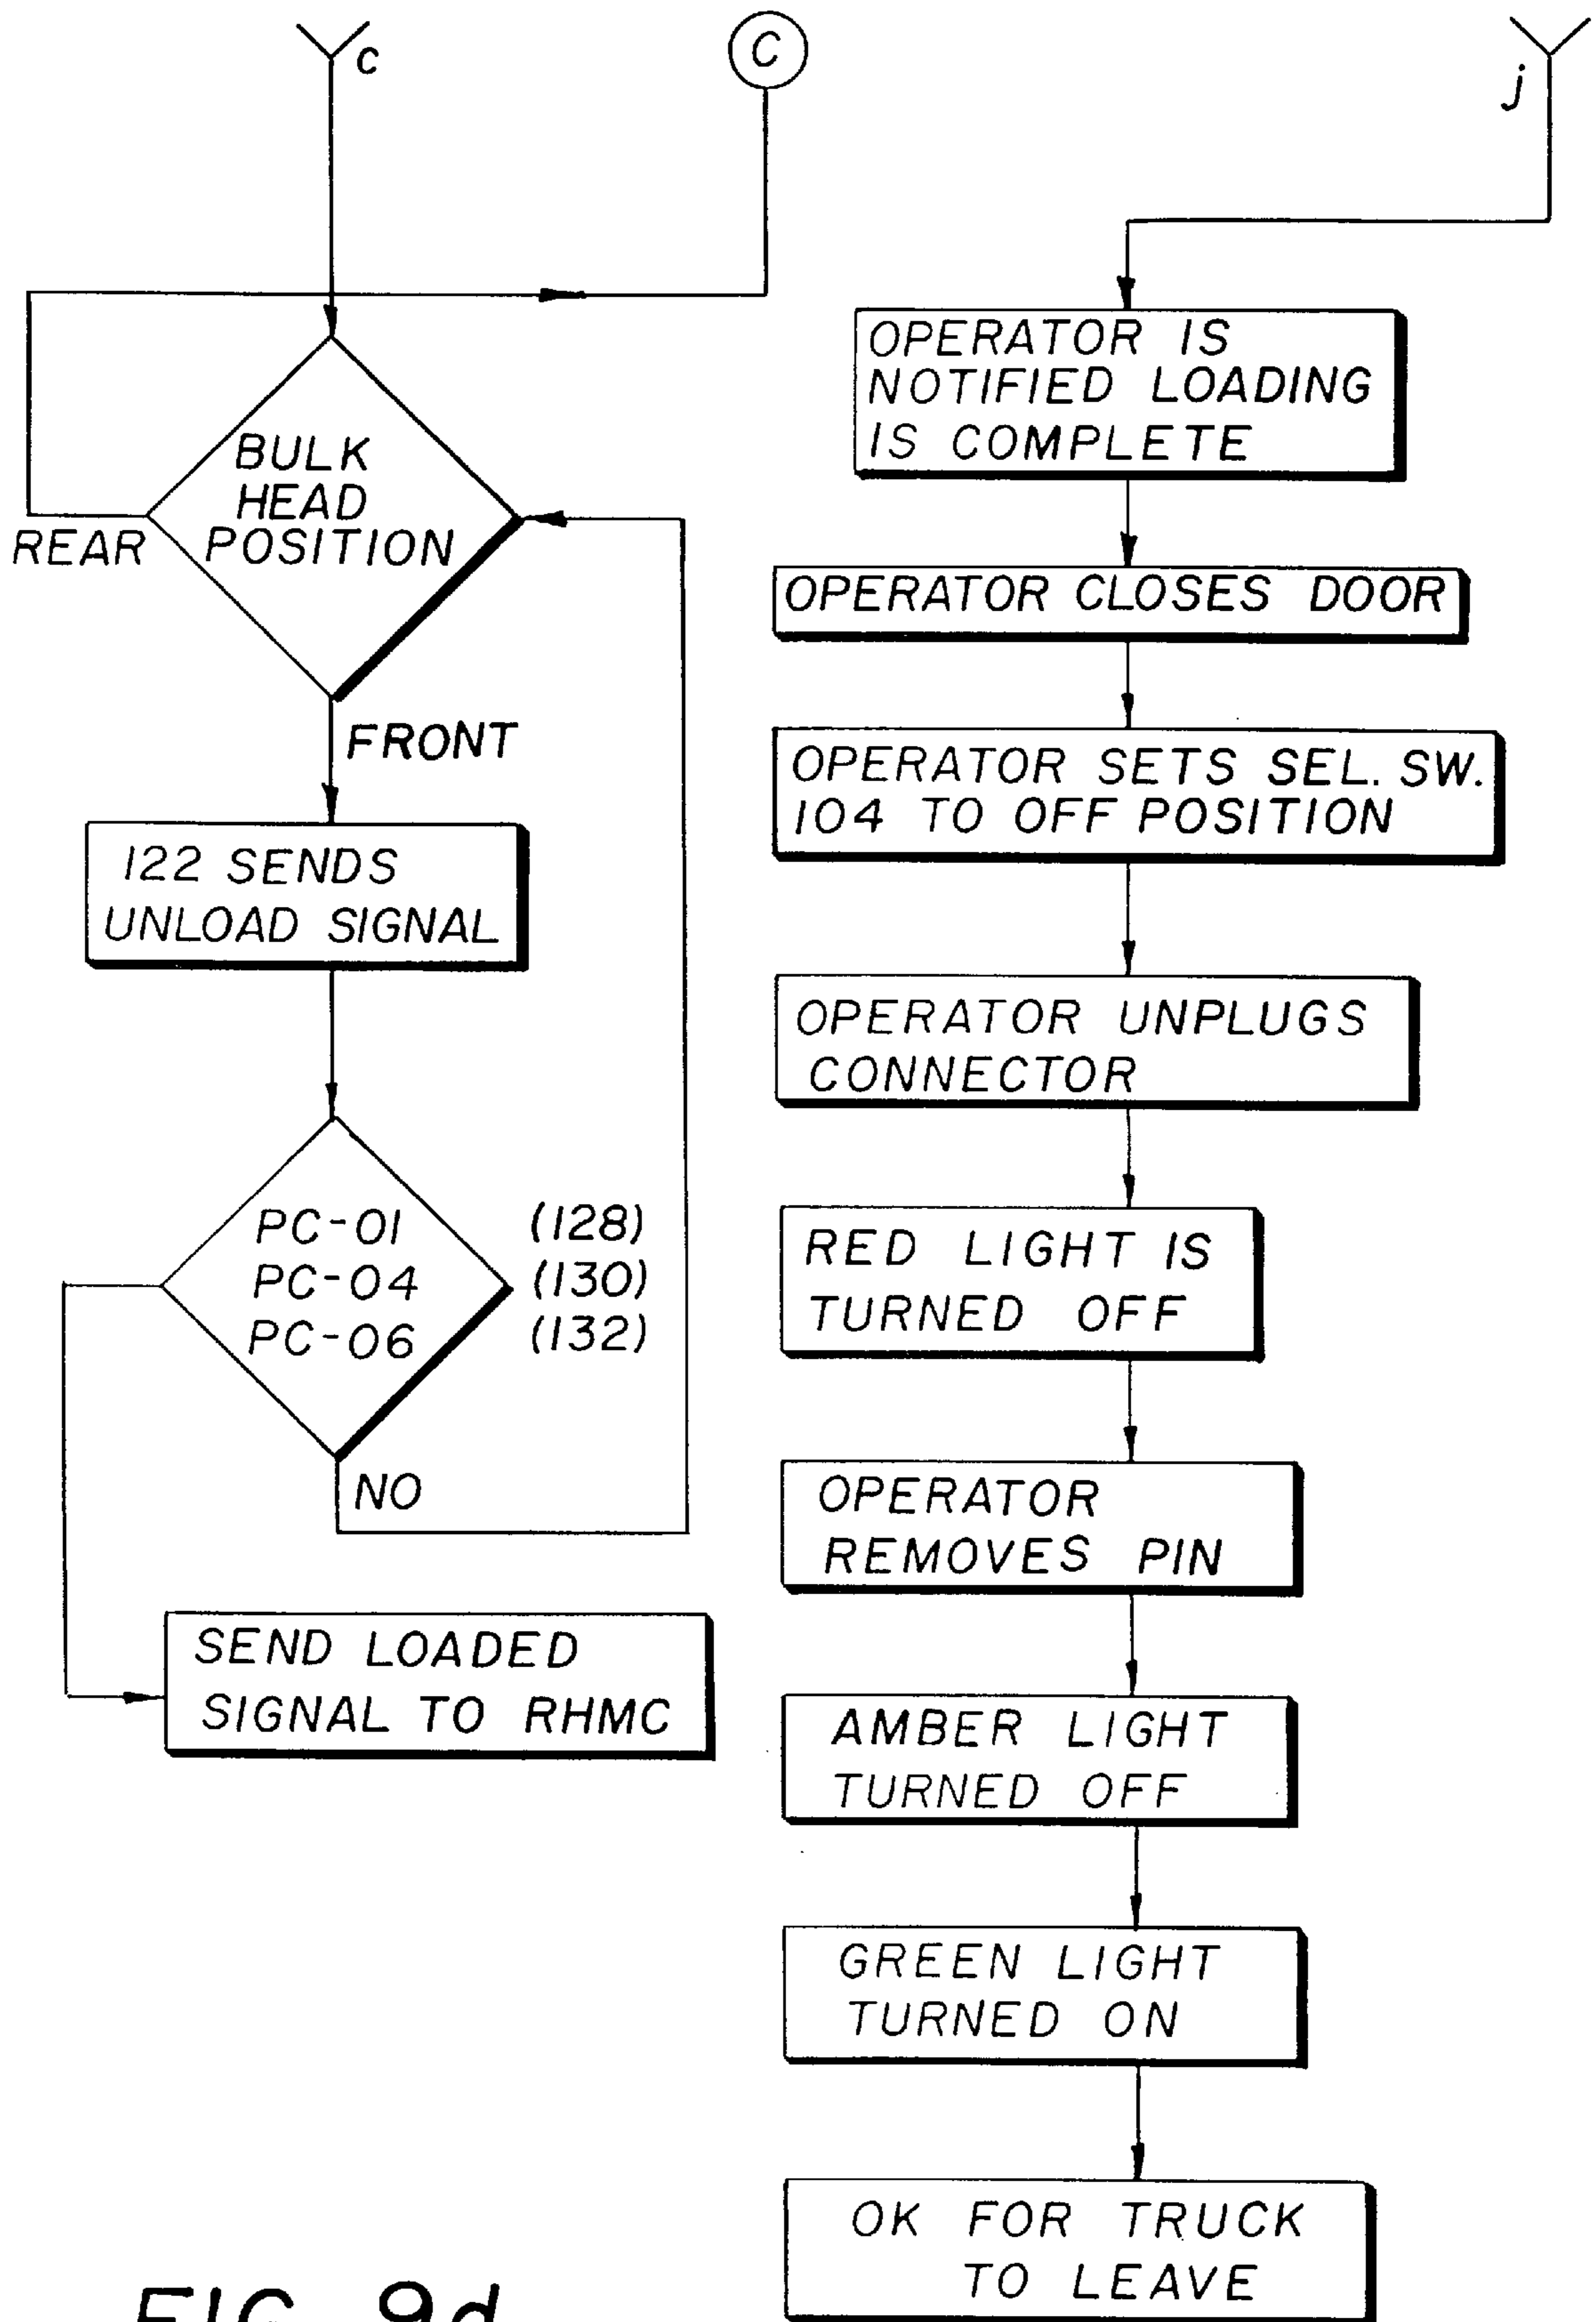 c
C
j
BULK
HEAD
POSITION
REAR
FRONT
122 SENDS
UNLOAD SIGNAL
PC-01 (128)
PC-04 (130)
PC-06 (132)
NO
SEND LOADED
SIGNAL TO RHMC
OPERATOR IS
NOTIFIED LOADING
IS COMPLETE
OPERATOR CLOSES DOOR
OPERATOR SETS SEL. SW.
104 TO OFF POSITION
OPERATOR UNPLUGS
CONNECTOR
RED LIGHT IS
TURNED OFF
OPERATOR
REMOVES PIN
AMBER LIGHT
TURNED OFF
GREEN LIGHT
TURNED ON
OK FOR TRUCK
TO LEAVE
FIG. 9d